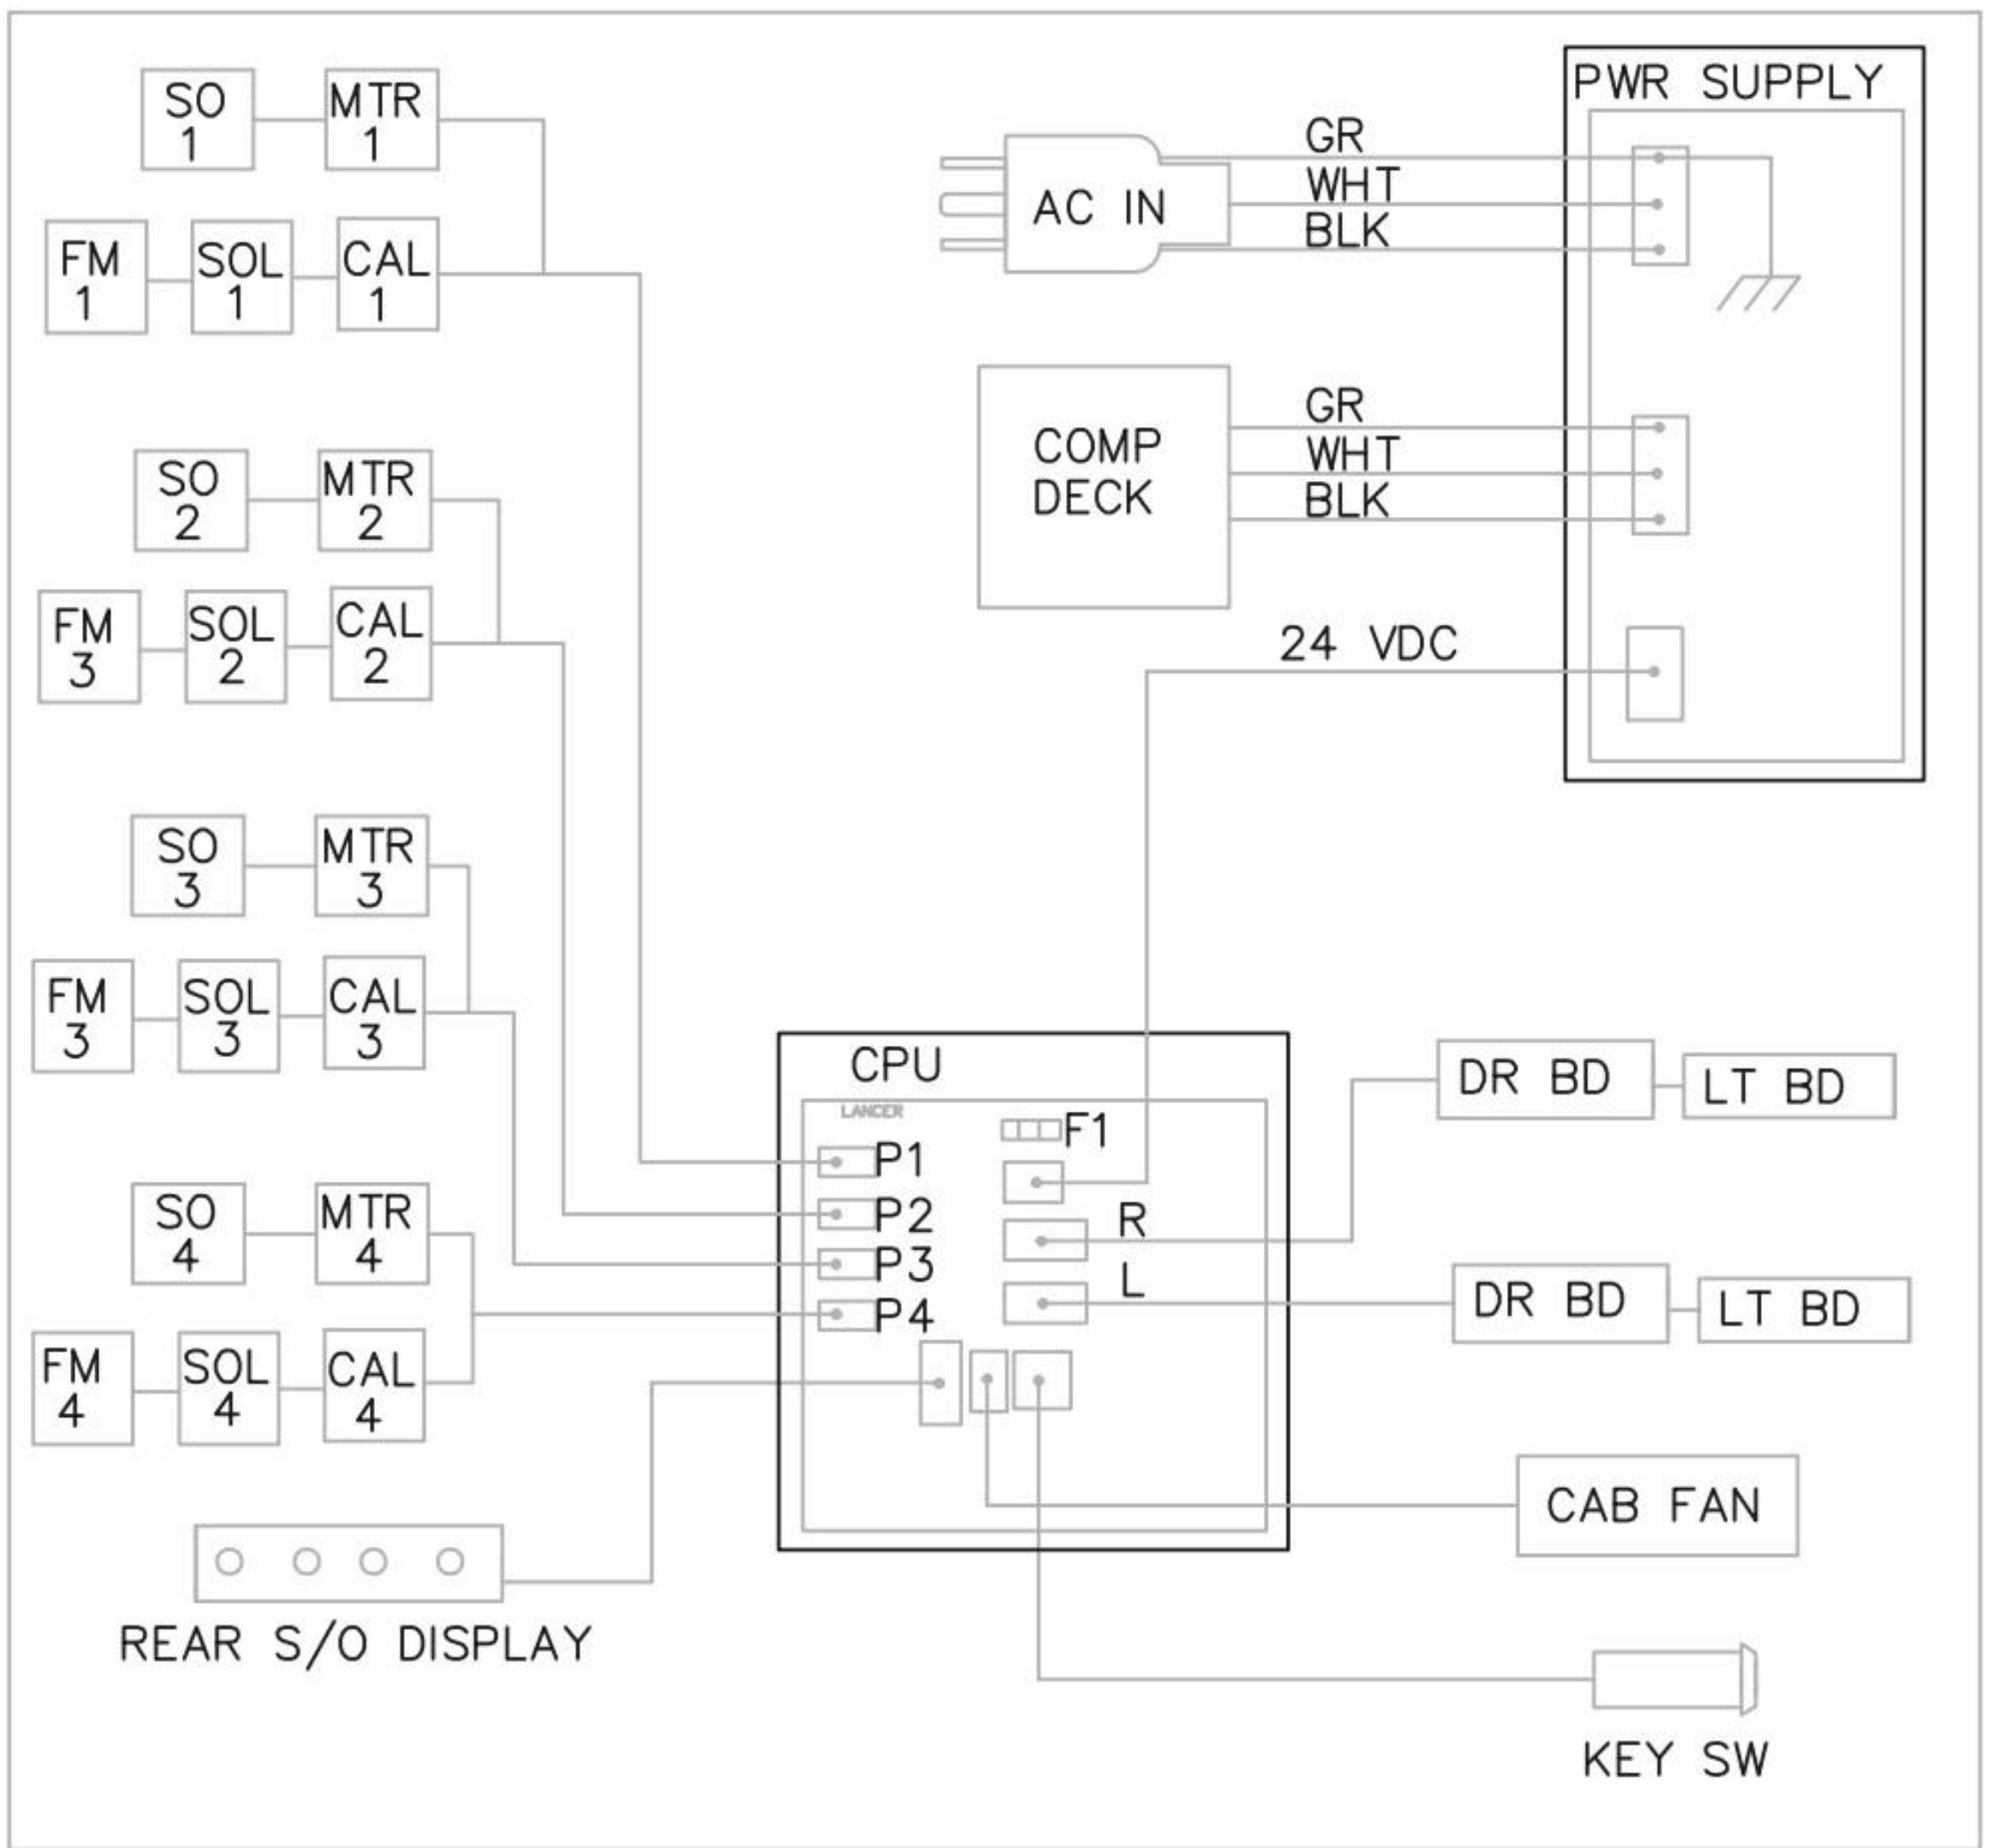 SO
1
MTR
1
FM
1
SOL
1
CAL
1
SO
2
MTR
2
FM
3
SOL
2
CAL
2
SO
3
MTR
3
FM
3
SOL
3
CAL
3
SO
4
MTR
4
FM
4
SOL
4
CAL
4
REAR S/O DISPLAY
PWR SUPPLY
AC IN
GR
WHT
BLK
COMP
DECK
GR
WHT
BLK
24 VDC
CPU
LANCER
F1
P1
P2
P3
P4
R
L
DR BD
LT BD
DR BD
LT BD
CAB FAN
KEY SW